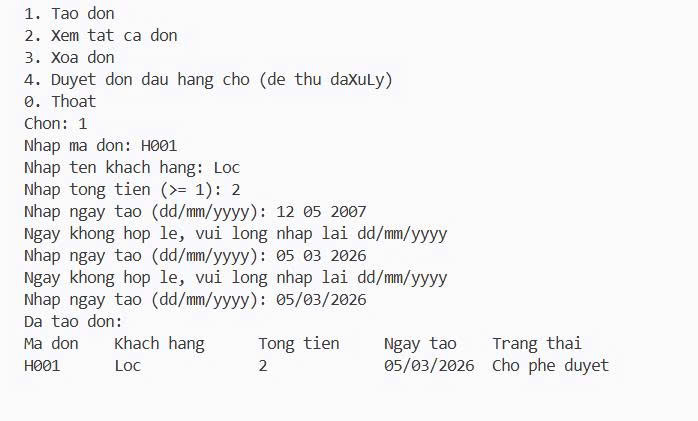 1. Tao don
2. Xem tat ca don
3. Xoa don
4. Duyet don dau hang cho (de thu daXuLy)
0. Thoat
Chon: 1
Nhap ma don: H001
Nhap ten khach hang: Loc
Nhap tong tien (>= 1): 2
Nhap ngay tao (dd/mm/yyyy): 12 05 2007
Ngay khong hop le, vui long nhap lai dd/mm/yyyy
Nhap ngay tao (dd/mm/yyyy): 05 03 2026
Ngay khong hop le, vui long nhap lai dd/mm/yyyy
Nhap ngay tao (dd/mm/yyyy): 05/03/2026
Da tao don:
Ma don    Khach hang      Tong tien     Ngay tao    Trang thai
H001      Loc             2             05/03/2026  Cho phe duyet